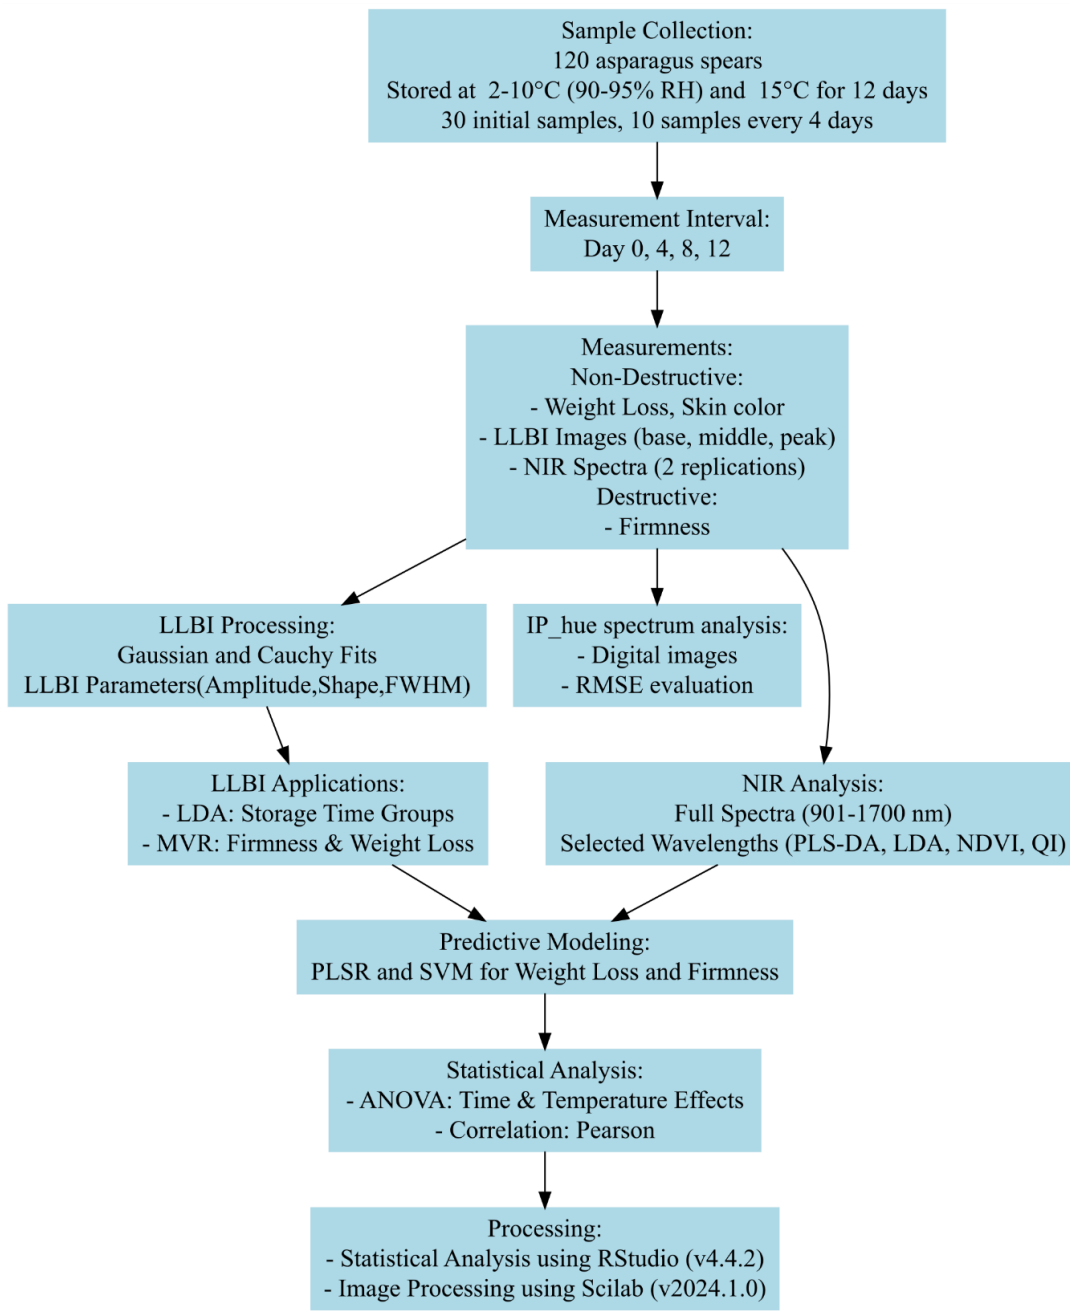 Sample Collection:
120 asparagus spears
Stored at 2-10°C (90-95% RH) and 15°C for 12 days
30 initial samples, 10 samples every 4 days
Measurement Interval:
Day 0, 4, 8, 12
Measurements:
Non-Destructive:
- Weight Loss, Skin color
- LLBI Images (base, middle, peak)
- NIR Spectra (2 replications)
Destructive:
- Firmness
LLBI Processing:
Gaussian and Cauchy Fits
LLBI Parameters(Amplitude,Shape,FWHM)
IP_hue spectrum analysis:
- Digital images
- RMSE evaluation
LLBI Applications:
- LDA: Storage Time Groups
- MVR: Firmness & Weight Loss
NIR Analysis:
Full Spectra (901-1700 nm)
Selected Wavelengths (PLS-DA, LDA, NDVI, QI)
Predictive Modeling:
PLSR and SVM for Weight Loss and Firmness
Statistical Analysis:
- ANOVA: Time & Temperature Effects
- Correlation: Pearson
Processing:
- Statistical Analysis using RStudio (v4.4.2)
- Image Processing using Scilab (v2024.1.0)